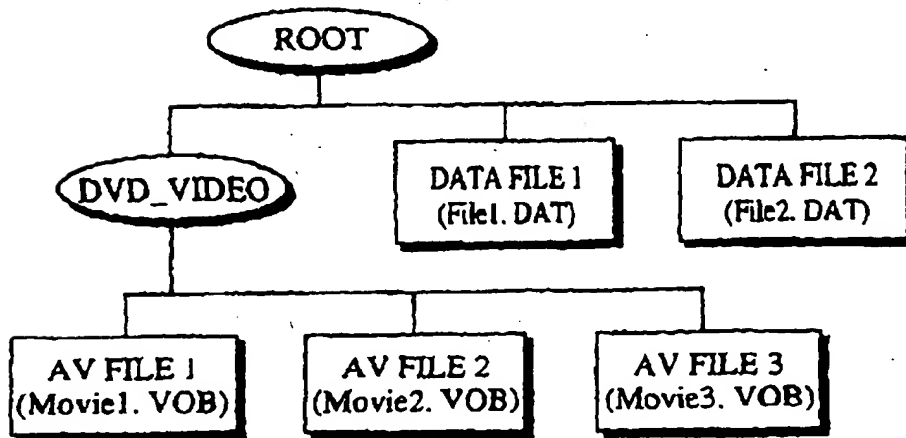 ROOT
DVD_VIDEO
DATA FILE 1
(File1. DAT)
DATA FILE 2
(File2. DAT)
AV FILE 1
(Movie1. VOB)
AV FILE 2
(Movie2. VOB)
AV FILE 3
(Movie3. VOB)